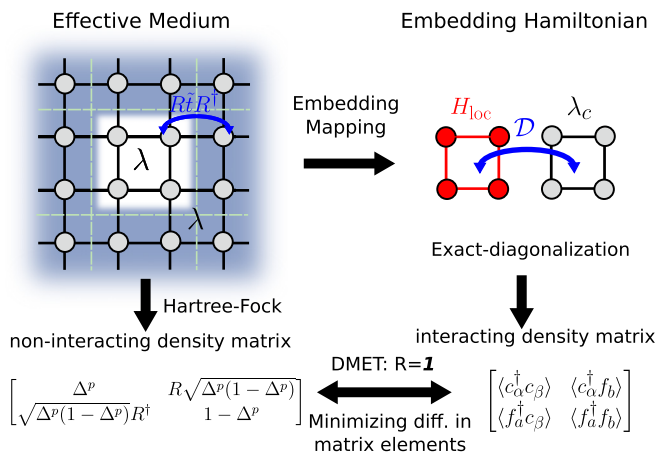 Effective Medium
Embedding Hamiltonian
Rt̃R†
λ
λ
Embedding
Mapping
H_loc
𝒟
λ_c
Exact-diagonalization
Hartree-Fock
non-interacting density matrix
interacting density matrix
[ Δ^p R√(Δ^p(1 − Δ^p))
√(Δ^p(1 − Δ^p))R† 1 − Δ^p ]
DMET: R=1
Minimizing diff. in
matrix elements
[ ⟨c†_α c_β⟩ ⟨c†_α f_b⟩
⟨f†_a c_β⟩ ⟨f†_a f_b⟩ ]